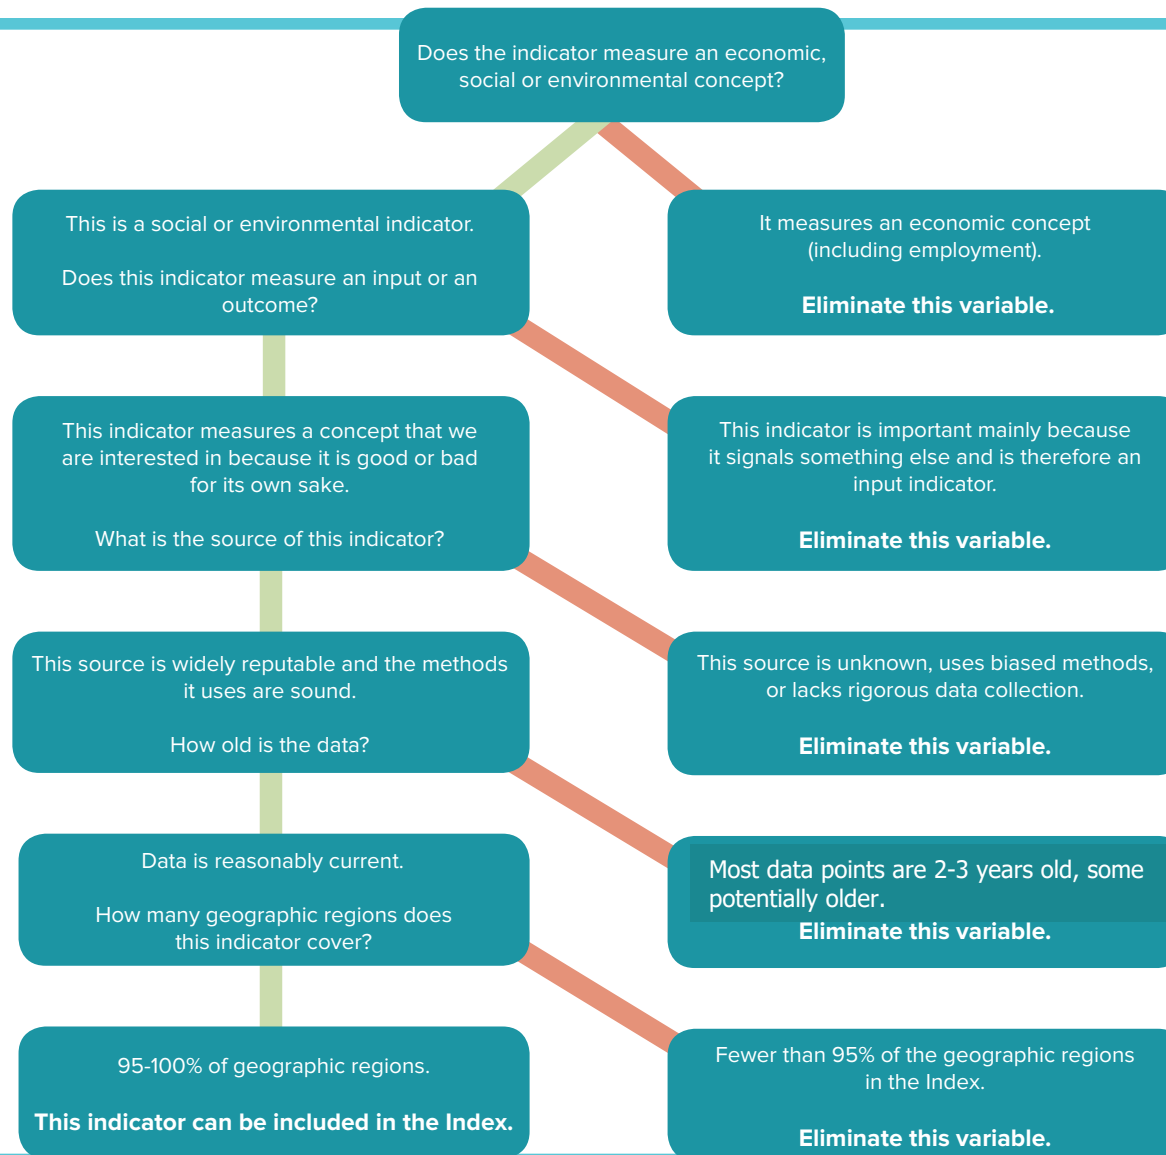 Does the indicator measure an economic,
social or environmental concept?
This is a social or environmental indicator.
Does this indicator measure an input or an
outcome?
It measures an economic concept
(including employment).
Eliminate this variable.
This indicator measures a concept that we
are interested in because it is good or bad
for its own sake.
What is the source of this indicator?
This indicator is important mainly because
it signals something else and is therefore an
input indicator.
Eliminate this variable.
This source is widely reputable and the methods
it uses are sound.
How old is the data?
This source is unknown, uses biased methods,
or lacks rigorous data collection.
Eliminate this variable.
Data is reasonably current.
How many geographic regions does
this indicator cover?
Most data points are 2-3 years old, some
potentially older.
Eliminate this variable.
95-100% of geographic regions.
This indicator can be included in the Index.
Fewer than 95% of the geographic regions
in the Index.
Eliminate this variable.